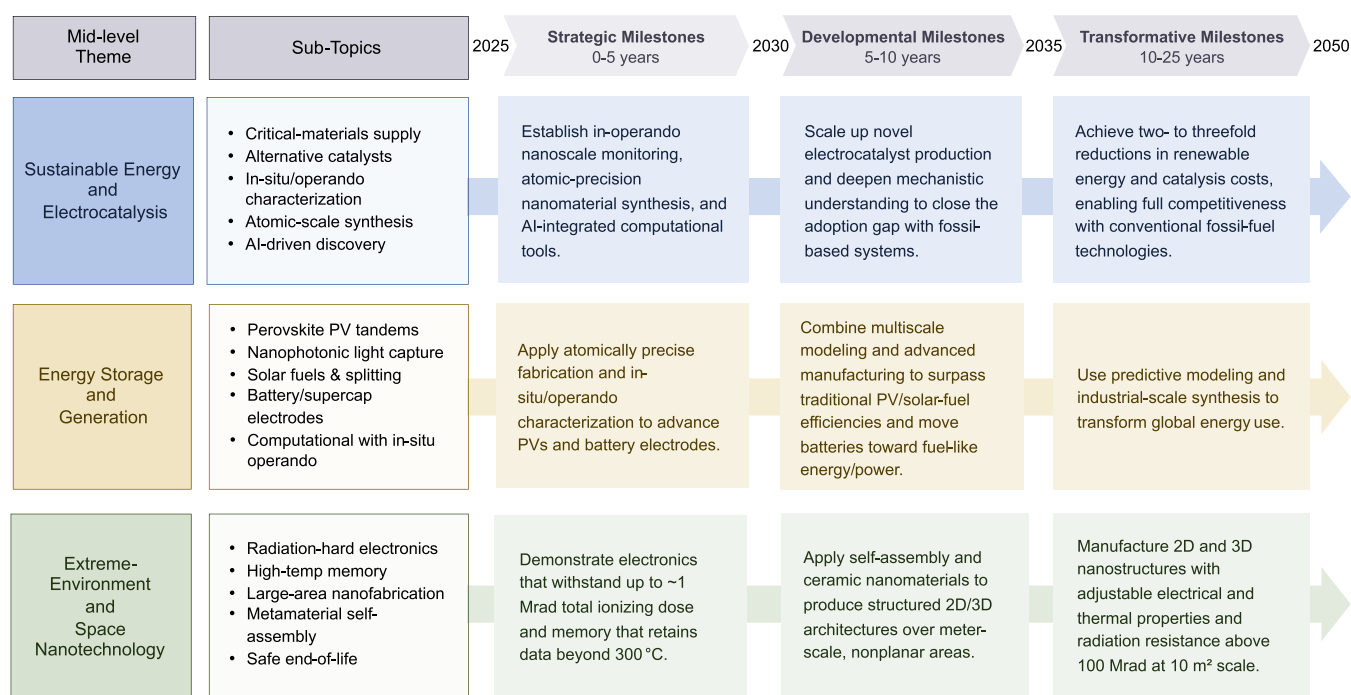 Mid-level
Theme
Sub-Topics
2025
Strategic Milestones
0-5 years
2030
Developmental Milestones
5-10 years
2035
Transformative Milestones
10-25 years
2050
Sustainable Energy
and
Electrocatalysis
• Critical-materials supply
• Alternative catalysts
• In-situ/operando
characterization
• Atomic-scale synthesis
• AI-driven discovery
Establish in-operando
nanoscale monitoring,
atomic-precision
nanomaterial synthesis, and
AI-integrated computational
tools.
Scale up novel
electrocatalyst production
and deepen mechanistic
understanding to close the
adoption gap with fossil-
based systems.
Achieve two- to threefold
reductions in renewable
energy and catalysis costs,
enabling full competitiveness
with conventional fossil-fuel
technologies.
Energy Storage
and
Generation
• Perovskite PV tandems
• Nanophotonic light capture
• Solar fuels & splitting
• Battery/supercap
electrodes
• Computational with in-situ
operando
Apply atomically precise
fabrication and in-
situ/operando
characterization to advance
PVs and battery electrodes.
Combine multiscale
modeling and advanced
manufacturing to surpass
traditional PV/solar-fuel
efficiencies and move
batteries toward fuel-like
energy/power.
Use predictive modeling and
industrial-scale synthesis to
transform global energy use.
Extreme-
Environment
and
Space
Nanotechnology
• Radiation-hard electronics
• High-temp memory
• Large-area nanofabrication
• Metamaterial self-
assembly
• Safe end-of-life
Demonstrate electronics
that withstand up to ~1
Mrad total ionizing dose
and memory that retains
data beyond 300 °C.
Apply self-assembly and
ceramic nanomaterials to
produce structured 2D/3D
architectures over meter-
scale, nonplanar areas.
Manufacture 2D and 3D
nanostructures with
adjustable electrical and
thermal properties and
radiation resistance above
100 Mrad at 10 m² scale.